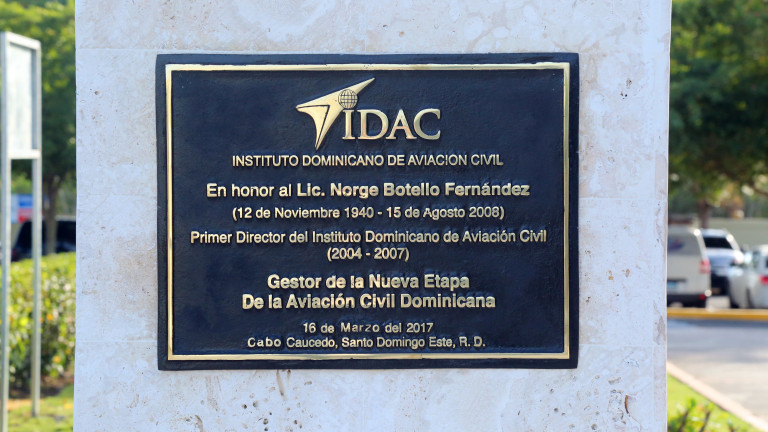 IDAC
INSTITUTO DOMINICANO DE AVIACION CIVIL
En honor al Lic. Norge Botello Fernández
(12 de Noviembre 1940 - 15 de Agosto 2008)
Primer Director del Instituto Dominicano de Aviación Civil
(2004 - 2007)
Gestor de la Nueva Etapa
De la Aviación Civil Dominicana
16 de Marzo del 2017
Cabo Caucedo, Santo Domingo Este, R. D.